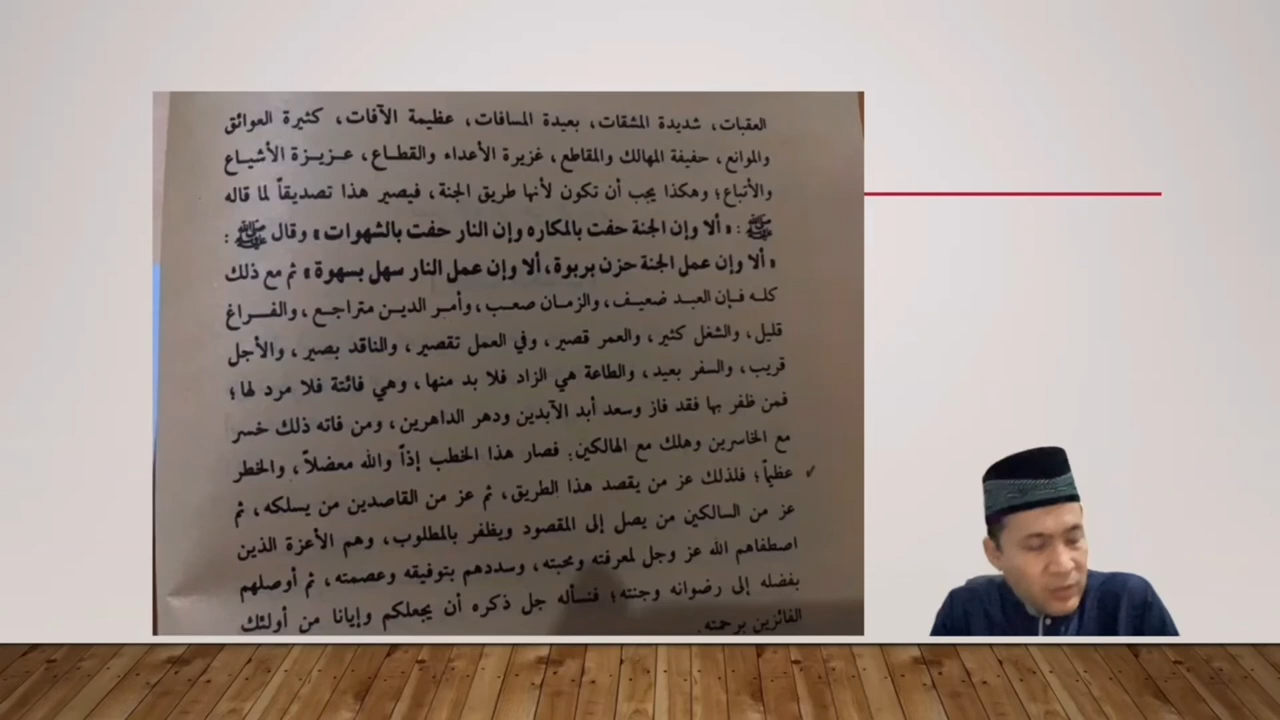 العقبات، شديدة المشقات، بعيدة المسافات، عظيمة الآفات، كثيرة العوائق
والموانع، حفيفة المهالك والمقاطع، غزيرة الأعداء والقطـاع، عـزيـزة الأشيـاع
والأتباع؛ وهكذا يجب أن تكون لأنها طريق الجنة، فيصير هذا تصديقاً لما قاله
ﷺ: «ألا وإن الجنة حفت بالمكاره وإن النار حفت بالشهوات» وقال ﷺ:
«ألا وإن عمل الجنة حزن بربوة، ألا وإن عمل النار سهل بسهوة» ثم مع ذلك
كلـه فـإن العبـد ضعيـف، والزمـان صعـب، وأمـر الديـن متراجـع، والفـــراغ
قليل، والشغل كثير، والعمر قصير، وفي العمل تقصير، والناقد بصير، والأجل
قريب، والسفر بعيد، والطاعة هي الزاد فلا بد منها، وهي فائتة فلا مرد لها؛
فمن ظفر بها فقد فاز وسعد أبد الآبدين ودهر الداهرين، ومن فاته ذلك خسر
مع الخاسرين وهلك مع الهالكين. فصار هذا الخطب إذاً والله معضلاً، والخطر
عظيماً؛ فلذلك عز من يقصد هذا الطريق، ثم عز من القاصدين من يسلكه، ثم
عز من السالكين من يصل إلى المقصود ويظفر بالمطلوب، وهم الأعزة الذين
اصطفاهم الله عز وجل لمعرفته ومحبته، وسددهم بتوفيقه وعصمته، ثم أوصلهم
بفضله إلى رضوانه وجنته؛ فنسأله جل ذكره أن يجعلكم وإيانا من أولئك
الفائزين برحمته.